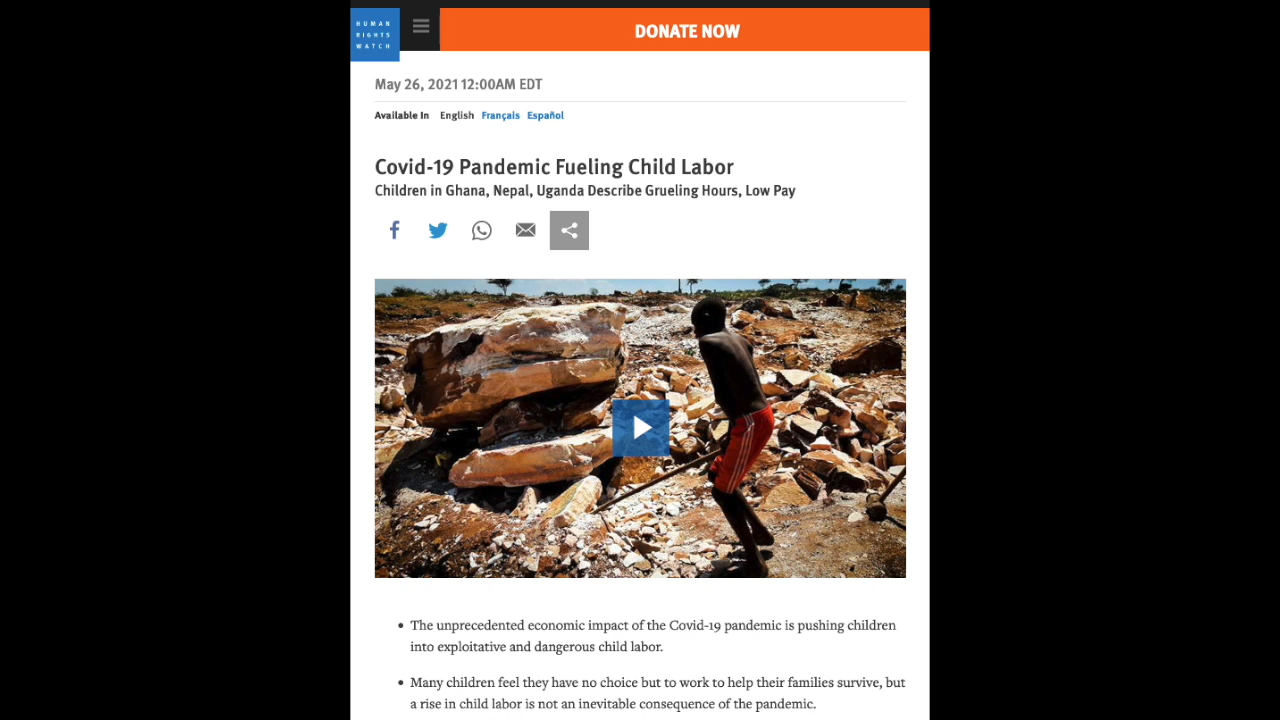 HUMAN
RIGHTS
WATCH
DONATE NOW
May 26, 2021 12:00AM EDT
Available In English Français Español
Covid-19 Pandemic Fueling Child Labor
Children in Ghana, Nepal, Uganda Describe Grueling Hours, Low Pay
• The unprecedented economic impact of the Covid-19 pandemic is pushing children
into exploitative and dangerous child labor.
• Many children feel they have no choice but to work to help their families survive, but
a rise in child labor is not an inevitable consequence of the pandemic.